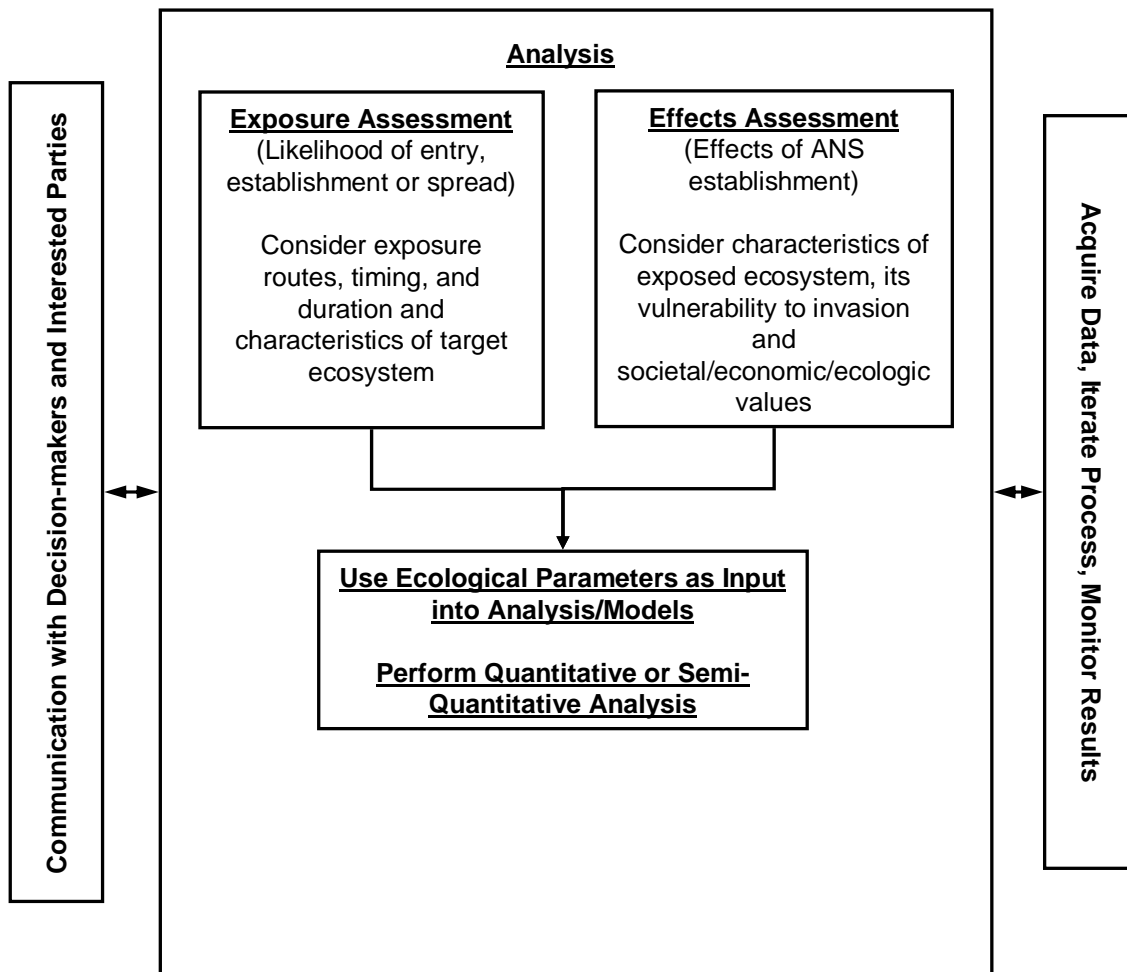 Analysis
Communication with Decision-makers and Interested Parties
Exposure Assessment
(Likelihood of entry,
establishment or spread)
Consider exposure
routes, timing, and
duration and
characteristics of target
ecosystem
Effects Assessment
(Effects of ANS
establishment)
Consider characteristics of
exposed ecosystem, its
vulnerability to invasion
and
societal/economic/ecologic
values
Use Ecological Parameters as Input
into Analysis/Models
Perform Quantitative or Semi-
Quantitative Analysis
Acquire Data, Iterate Process, Monitor Results